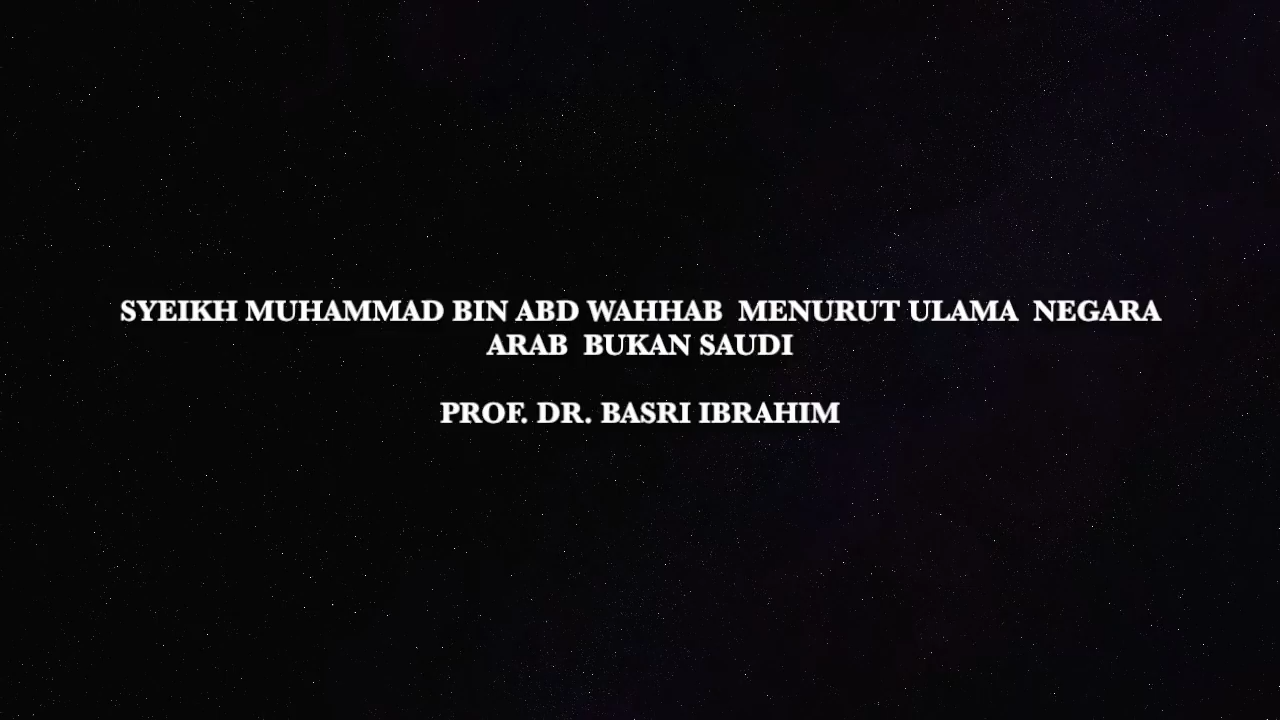 SYEIKH MUHAMMAD BIN ABD WAHHAB  MENURUT ULAMA  NEGARA
ARAB  BUKAN SAUDI
PROF. DR. BASRI IBRAHIM